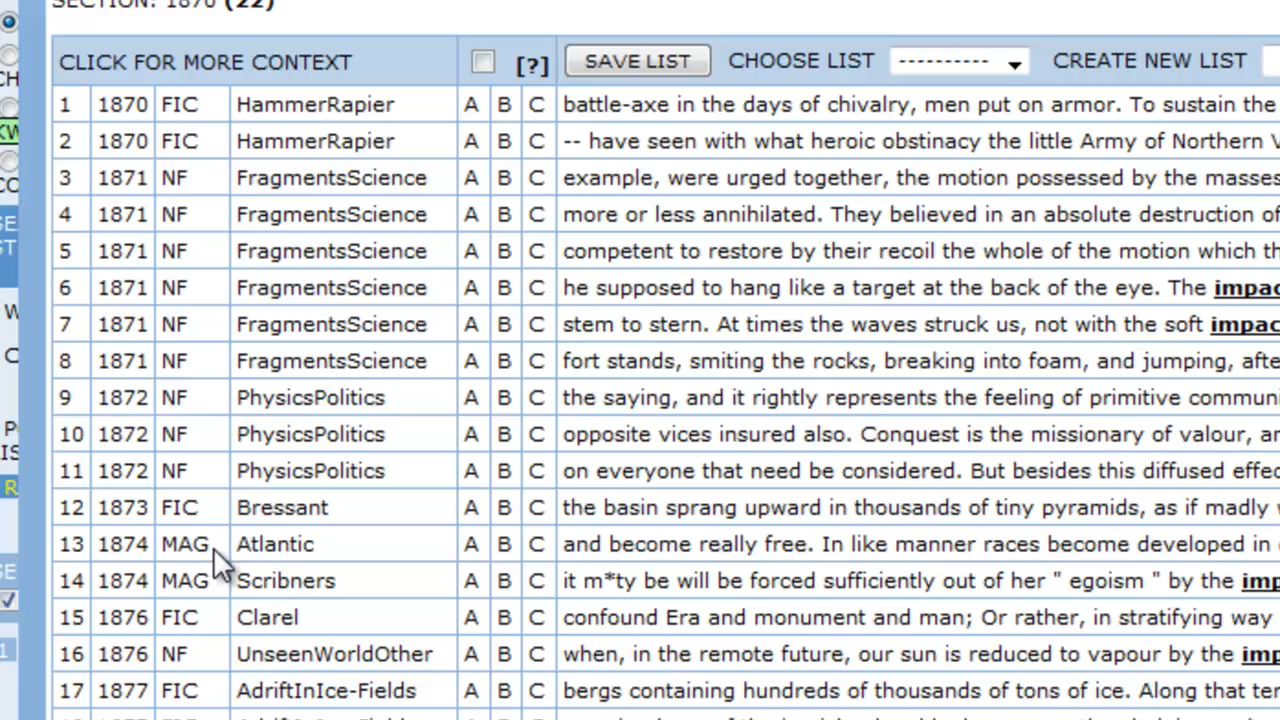 SECTION: 1870 (22)
CLICK FOR MORE CONTEXT [?] SAVE LIST CHOOSE LIST ---------- CREATE NEW LIST
1 1870 FIC HammerRapier A B C battle-axe in the days of chivalry, men put on armor. To sustain the
2 1870 FIC HammerRapier A B C -- have seen with what heroic obstinacy the little Army of Northern V
3 1871 NF FragmentsScience A B C example, were urged together, the motion possessed by the masses
4 1871 NF FragmentsScience A B C more or less annihilated. They believed in an absolute destruction of
5 1871 NF FragmentsScience A B C competent to restore by their recoil the whole of the motion which th
6 1871 NF FragmentsScience A B C he supposed to hang like a target at the back of the eye. The impac
7 1871 NF FragmentsScience A B C stem to stern. At times the waves struck us, not with the soft impac
8 1871 NF FragmentsScience A B C fort stands, smiting the rocks, breaking into foam, and jumping, afte
9 1872 NF PhysicsPolitics A B C the saying, and it rightly represents the feeling of primitive communi
10 1872 NF PhysicsPolitics A B C opposite vices insured also. Conquest is the missionary of valour, an
11 1872 NF PhysicsPolitics A B C on everyone that need be considered. But besides this diffused effec
12 1873 FIC Bressant A B C the basin sprang upward in thousands of tiny pyramids, as if madly
13 1874 MAG Atlantic A B C and become really free. In like manner races become developed in
14 1874 MAG Scribners A B C it m*ty be will be forced sufficiently out of her " egoism " by the imp
15 1876 FIC Clarel A B C confound Era and monument and man; Or rather, in stratifying way
16 1876 NF UnseenWorldOther A B C when, in the remote future, our sun is reduced to vapour by the imp
17 1877 FIC AdriftInIce-Fields A B C bergs containing hundreds of thousands of tons of ice. Along that ter